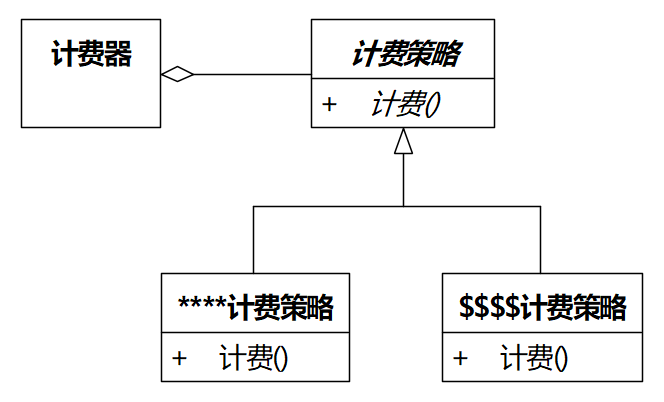 计费器
计费策略
+ 计费()
****计费策略
+ 计费()
$$$$计费策略
+ 计费()